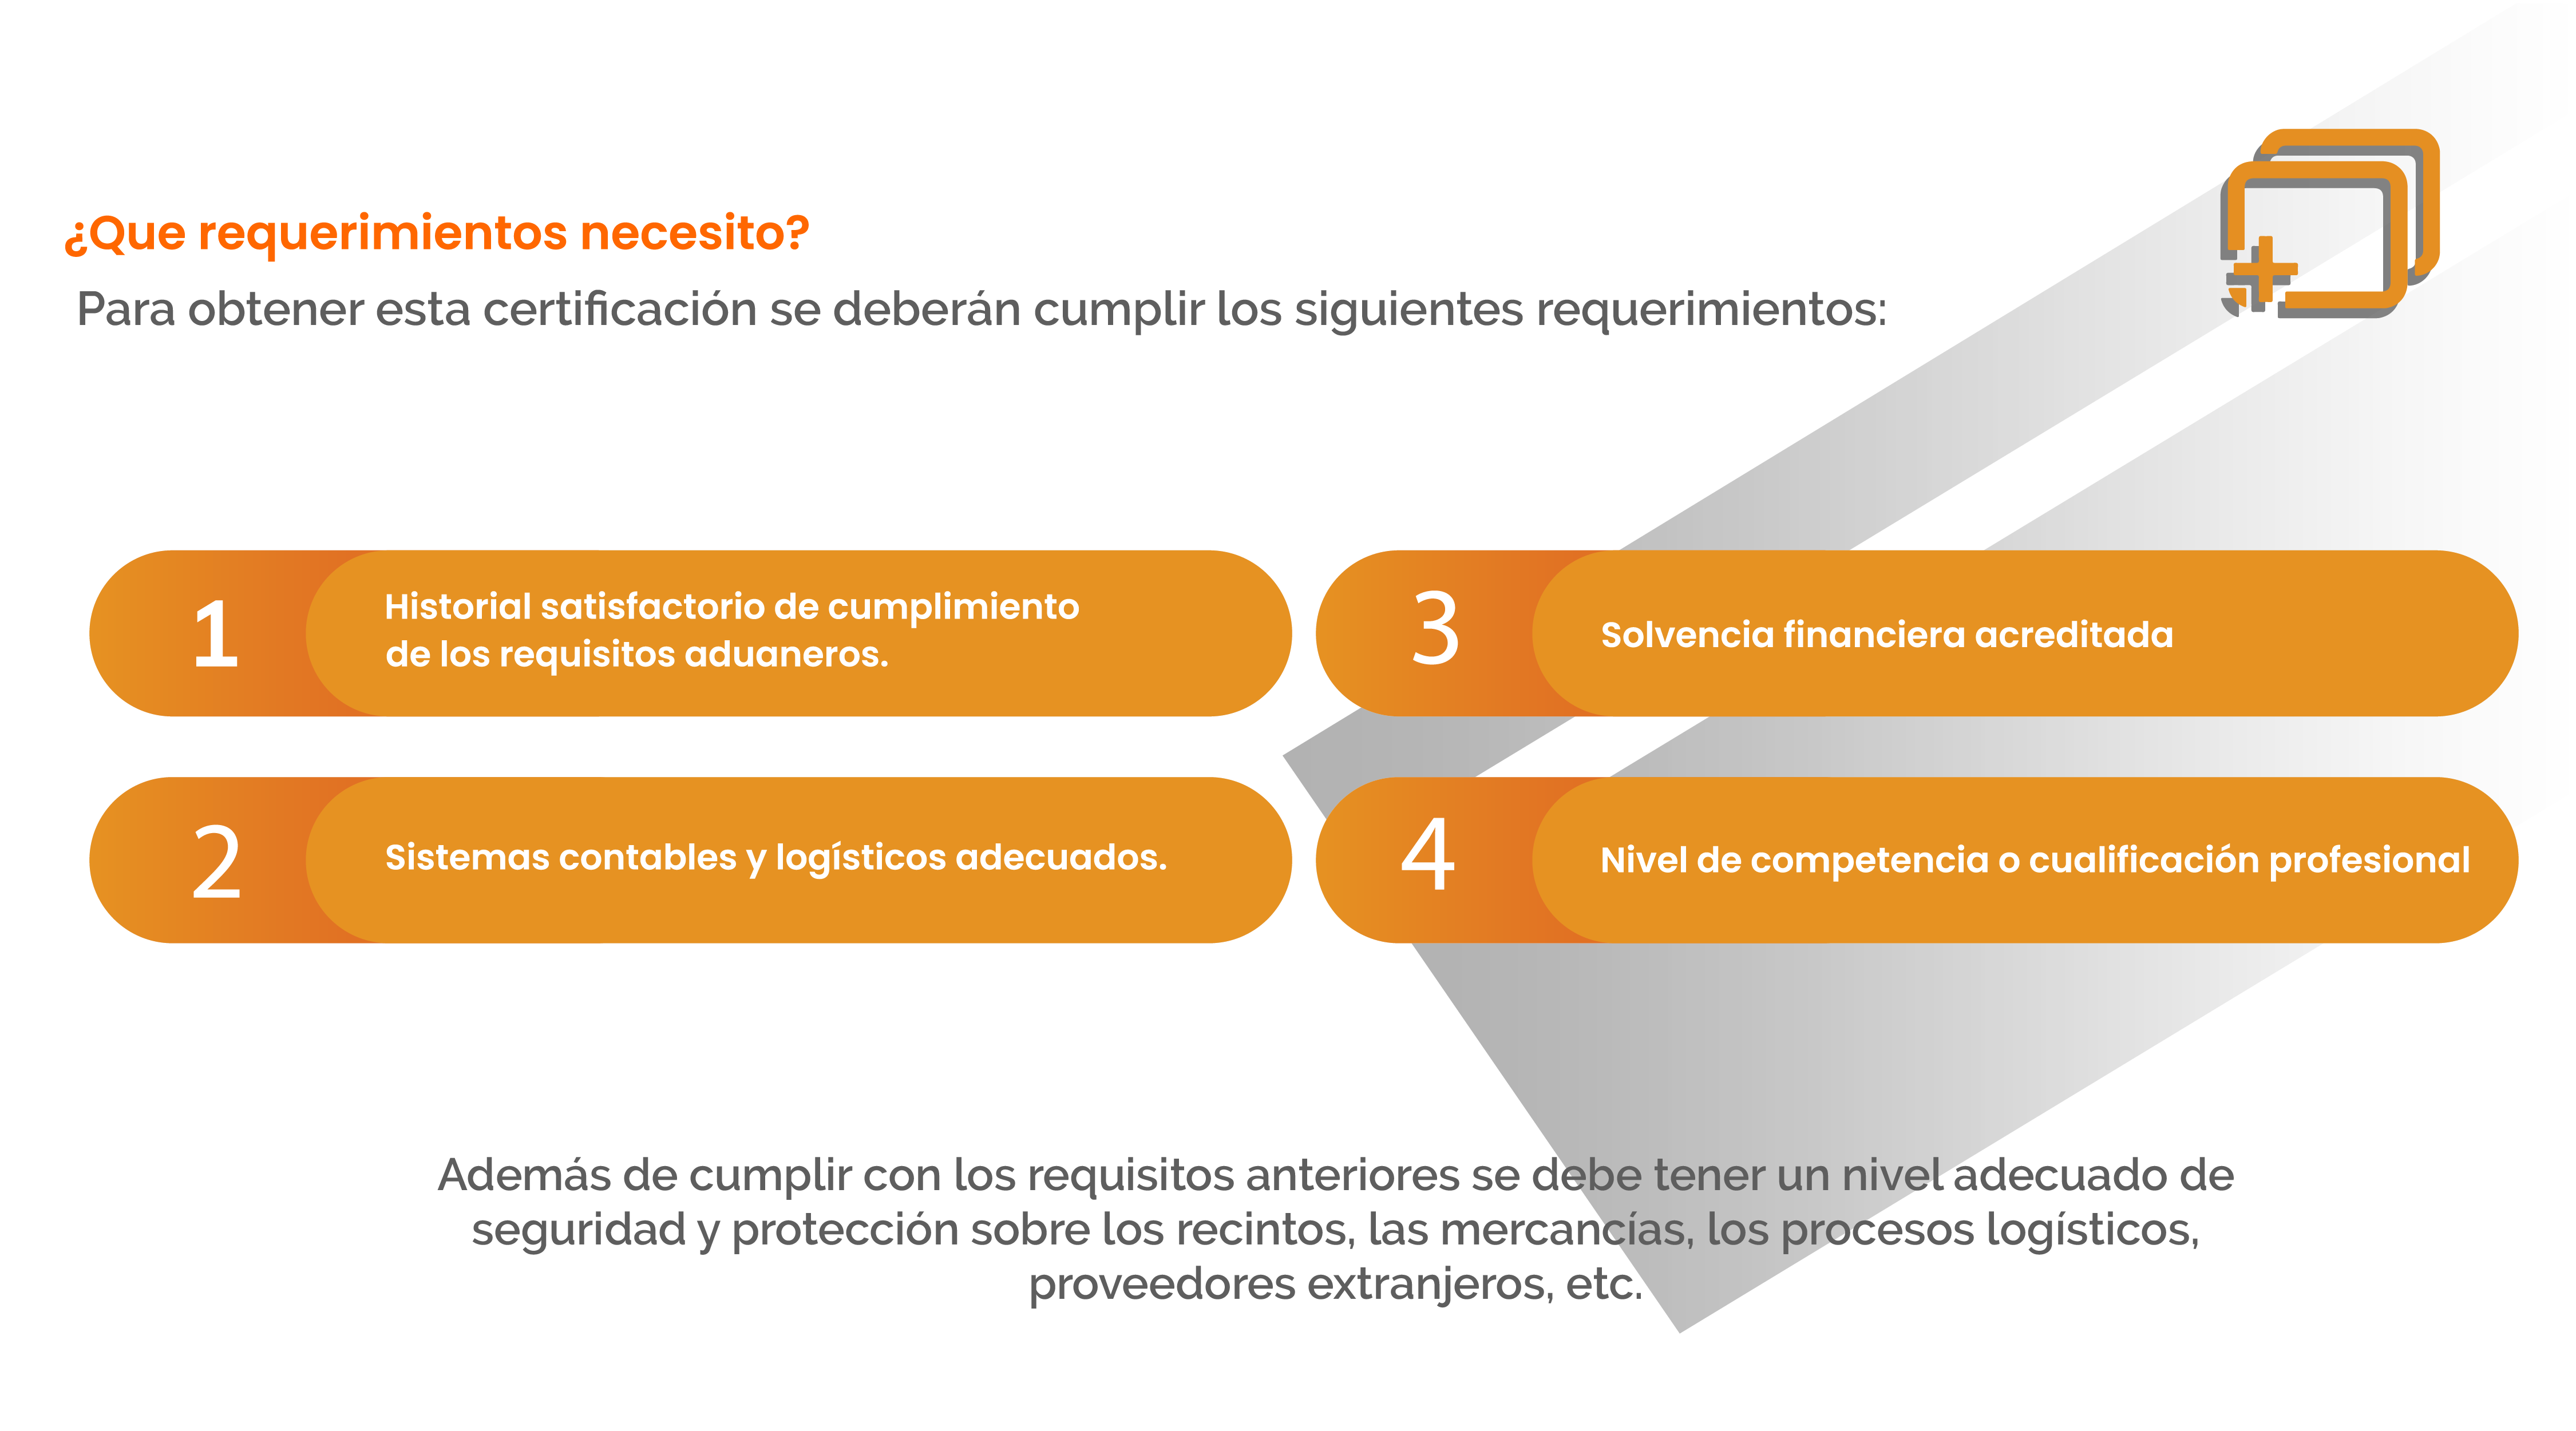 ¿Que requerimientos necesito?
Para obtener esta certificación se deberán cumplir los siguientes requerimientos:
1
Historial satisfactorio de cumplimiento
de los requisitos aduaneros.
2
Sistemas contables y logísticos adecuados.
3
Solvencia financiera acreditada
4
Nivel de competencia o cualificación profesional
Además de cumplir con los requisitos anteriores se debe tener un nivel adecuado de
seguridad y protección sobre los recintos, las mercancías, los procesos logísticos,
proveedores extranjeros, etc.